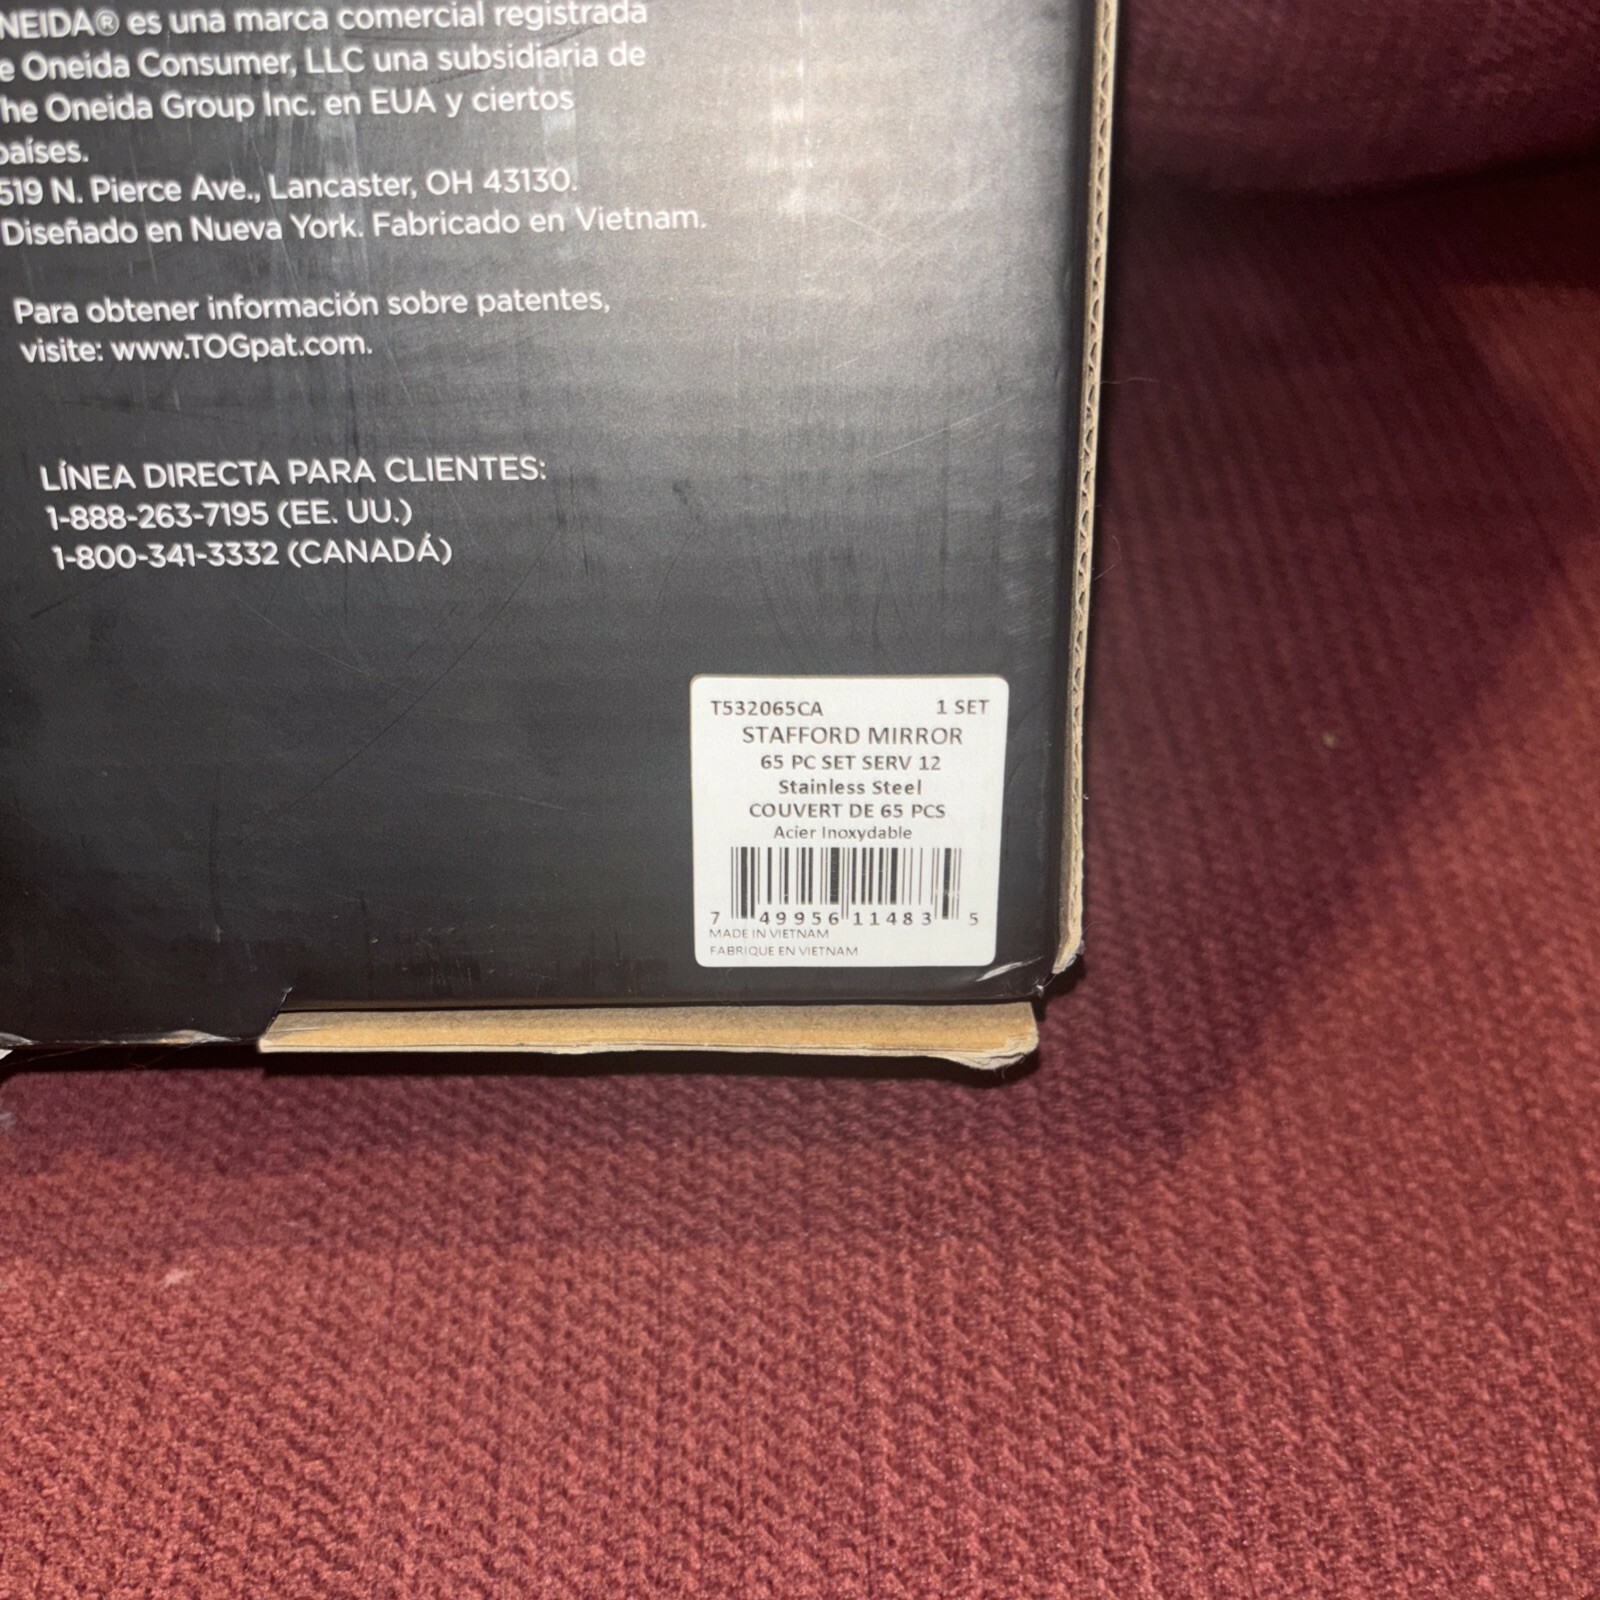 NEIDA® es una marca comercial registrada
e Oneida Consumer, LLC una subsidiaria de
he Oneida Group Inc. en EUA y ciertos
países.
519 N. Pierce Ave., Lancaster, OH 43130.
Diseñado en Nueva York. Fabricado en Vietnam.
Para obtener información sobre patentes,
visite: www.TOGpat.com.
LÍNEA DIRECTA PARA CLIENTES:
1-888-263-7195 (EE. UU.)
1-800-341-3332 (CANADÁ)
T532065CA 1 SET
STAFFORD MIRROR
65 PC SET SERV 12
Stainless Steel
COUVERT DE 65 PCS
Acier Inoxydable
7 49956 11483 5
MADE IN VIETNAM
FABRIQUE EN VIETNAM